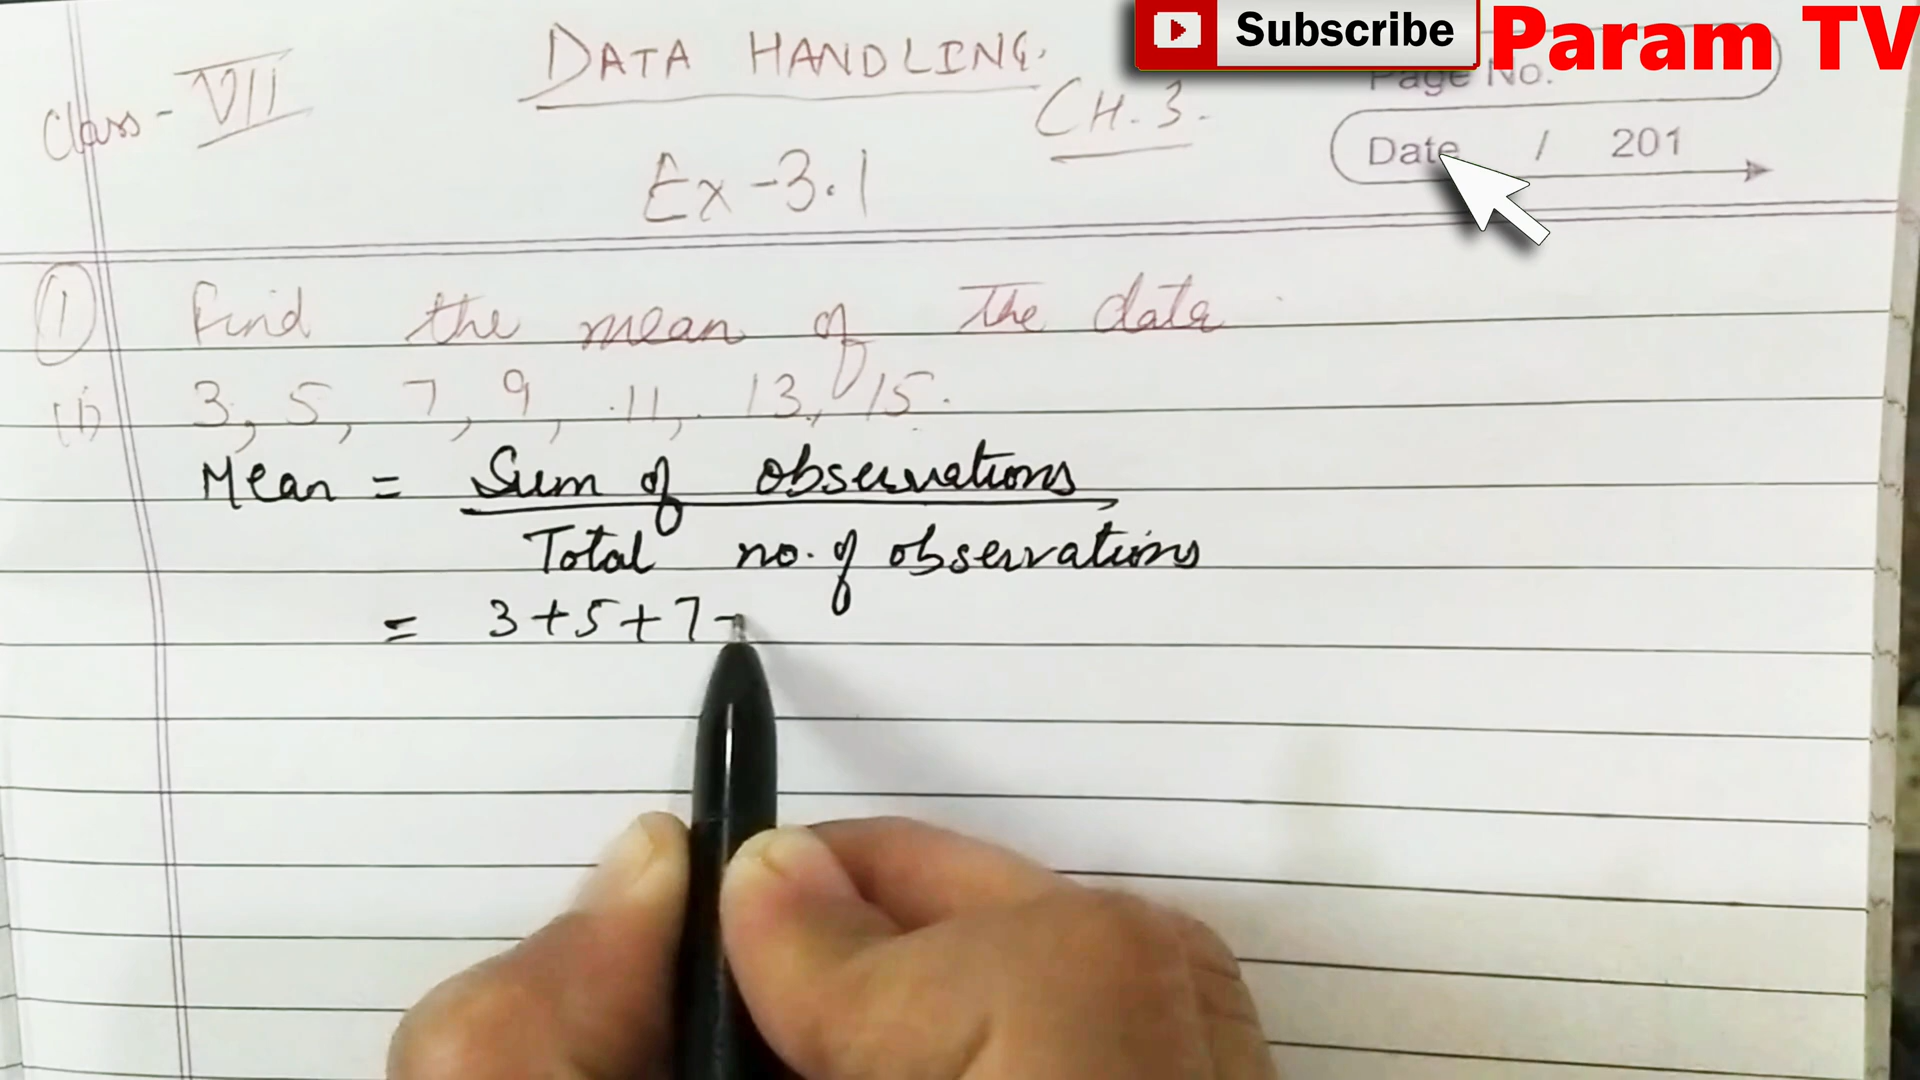 Subscribe Param TV
Class - VII
DATA HANDLING.
CH. 3.
Page No.
Date / 201
Ex - 3.1
1 Find the mean of the data
(i) 3, 5, 7, 9, 11, 13, 15.
Mean = Sum of observations
Total no. of observations
= 3+5+7